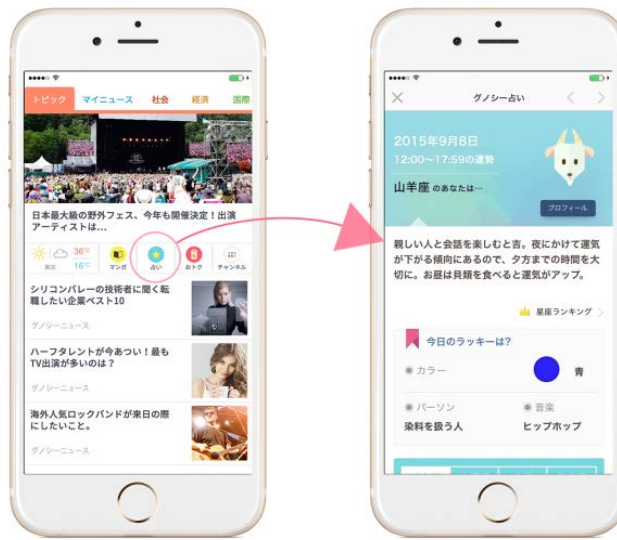 トピック マイニュース 社会 経済 国際
日本最大級の野外フェス、今年も開催決定！出演
アーティストは…
36℃
16℃
東京 マンガ 占い おトク チャンネル
シリコンバレーの技術者に聞く転
職したい企業ベスト10
グノシーニュース
ハーフタレントが今あつい！最も
TV出演が多いのは？
グノシーニュース
海外人気ロックバンドが来日の際
にしたいこと。
グノシーニュース
グノシー占い
2015年9月8日
12:00〜17:59の運勢
山羊座 のあなたは…
プロフィール
親しい人と会話を楽しむと吉。夜にかけて運気
が下がる傾向にあるので、夕方までの時間を大
切に。お昼は貝類を食べると運気がアップ。
星座ランキング
今日のラッキーは?
カラー 青
パーソン 音楽
染料を扱う人 ヒップホップ